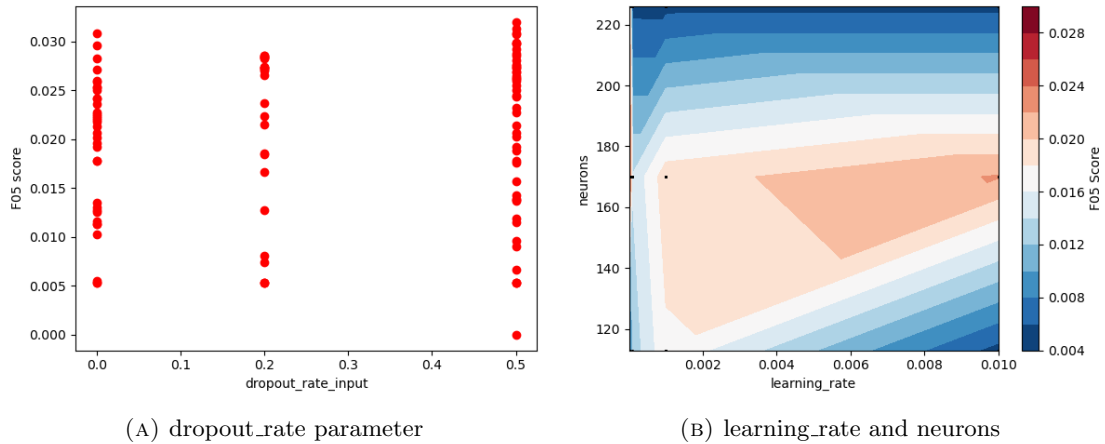 0.030
0.025
0.020
0.015
0.010
0.005
0.000
F05 score
0.0 0.1 0.2 0.3 0.4 0.5
dropout_rate_input
(A) dropout_rate parameter
220
200
180
160
140
120
neurons
0.002 0.004 0.006 0.008 0.010
learning_rate
0.028
0.024
0.020
0.016
0.012
0.008
0.004
F05 Score
(B) learning_rate and neurons